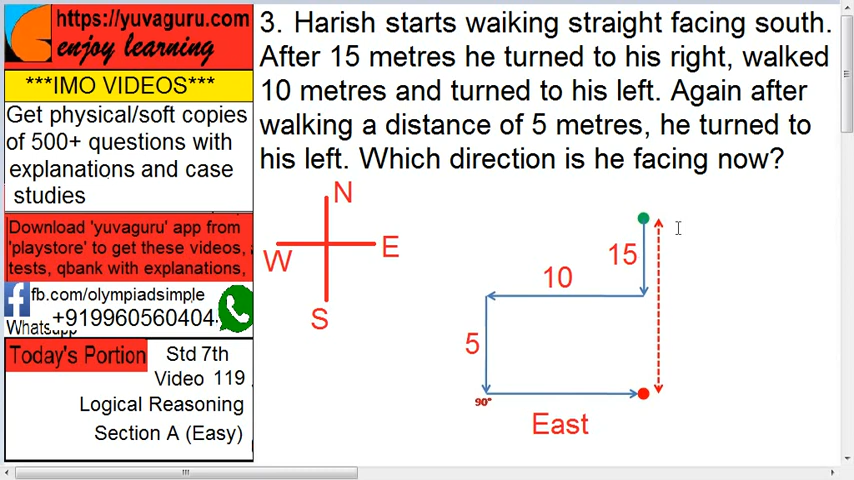 https://yuvaguru.com
enjoy learning
***IMO VIDEOS***
Get physical/soft copies
of 500+ questions with
explanations and case
studies
Download 'yuvaguru' app from
'playstore' to get these videos,
tests, qbank with explanations,
fb.com/olympiadsimple
Whatsapp
+919960560404
Today's Portion
Std 7th
Video 119
Logical Reasoning
Section A (Easy)
3. Harish starts waiking straight facing south.
After 15 metres he turned to his right, walked
10 metres and turned to his left. Again after
walking a distance of 5 metres, he turned to
his left. Which direction is he facing now?
N
W
E
S
15
10
5
90°
East